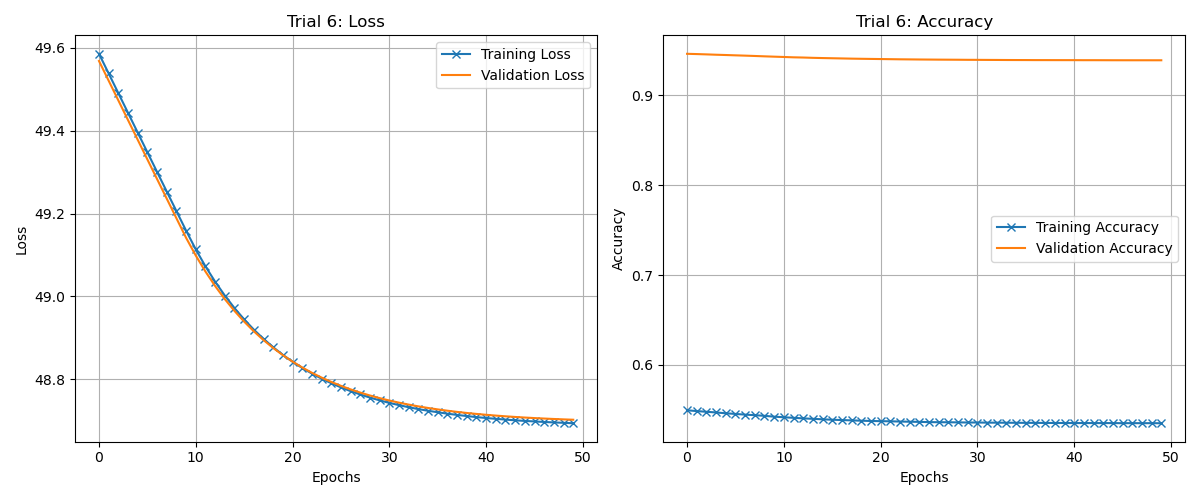 Trial 6: Loss
49.6
49.4
49.2
49.0
48.8
Loss
0 10 20 30 40 50
Epochs
Training Loss
Validation Loss
Trial 6: Accuracy
0.9
0.8
0.7
0.6
Accuracy
0 10 20 30 40 50
Epochs
Training Accuracy
Validation Accuracy